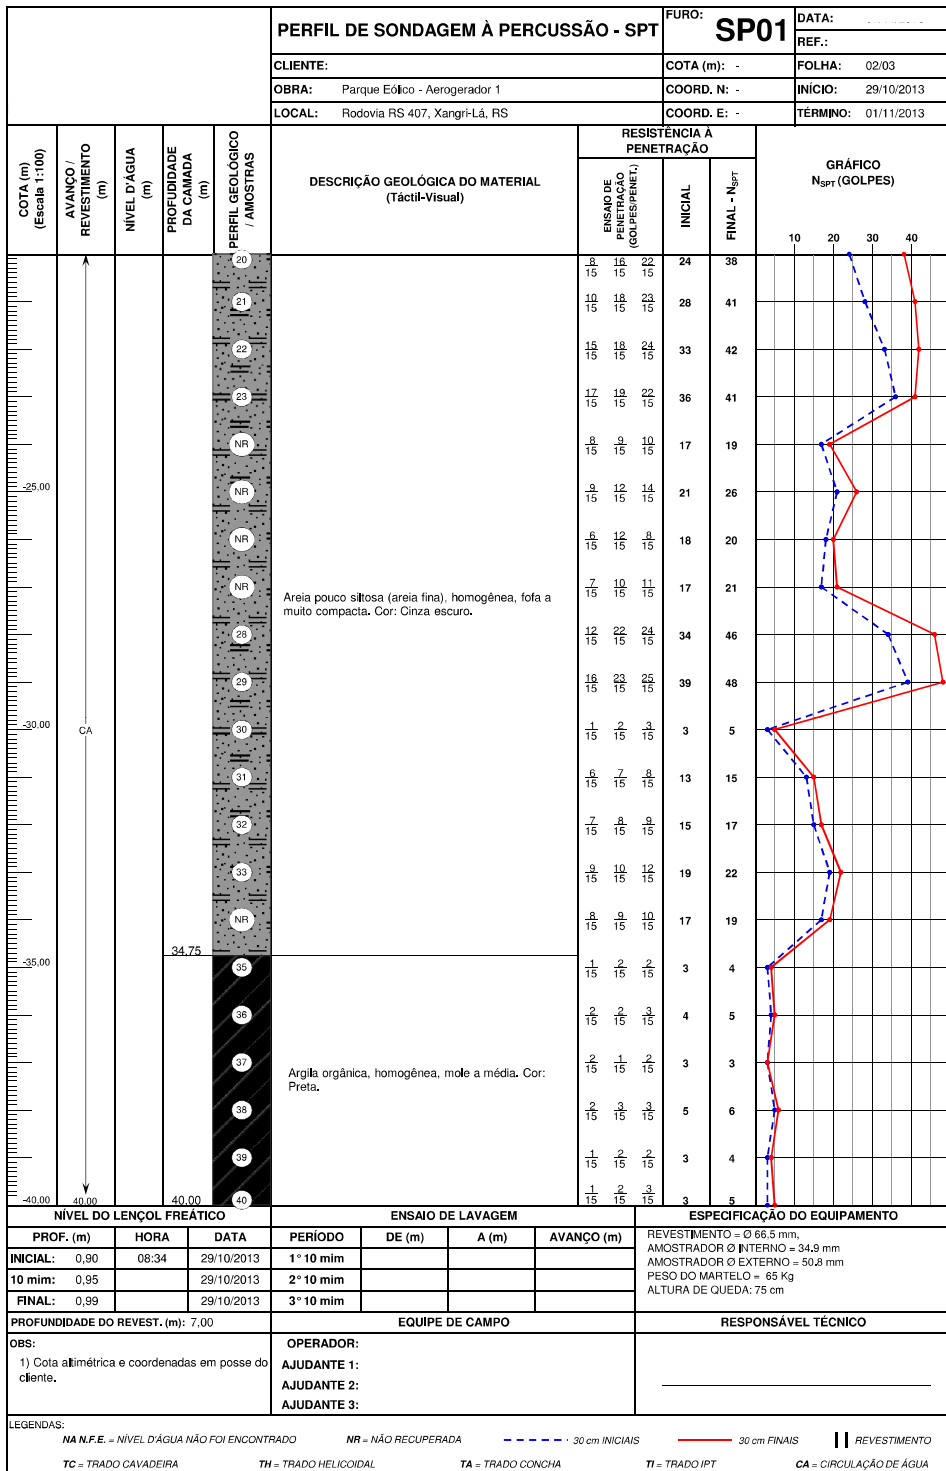 PERFIL DE SONDAGEM À PERCUSSÃO - SPT
FURO: SP01
DATA:
REF.:
CLIENTE:
COTA (m): -
FOLHA: 02/03
OBRA: Parque Eólico - Aerogerador 1
COORD. N: -
INÍCIO: 29/10/2013
LOCAL: Rodovia RS 407, Xangri-Lá, RS
COORD. E: -
TÉRMINO: 01/11/2013
COTA (m) (Escala 1:100)
AVANÇO / REVESTIMENTO (m)
NÍVEL D'ÁGUA (m)
PROFUDIDADE DA CAMADA (m)
PERFIL GEOLÓGICO / AMOSTRAS
DESCRIÇÃO GEOLÓGICA DO MATERIAL
(Táctil-Visual)
RESISTÊNCIA À PENETRAÇÃO
ENSAIO DE PENETRAÇÃO (GOLPES/PENET.)
INICIAL
FINAL - NSPT
GRÁFICO
NSPT (GOLPES)
10 20 30 40
20 8/15 16/15 22/15 24 38
21 10/15 18/15 23/15 28 41
22 15/15 18/15 24/15 33 42
23 17/15 19/15 22/15 36 41
NR 8/15 9/15 10/15 17 19
-25,00 NR 9/15 12/15 14/15 21 26
NR 6/15 12/15 8/15 18 20
NR 7/15 10/15 11/15 17 21
Areia pouco siltosa (areia fina), homogênea, fofa a
muito compacta. Cor: Cinza escuro.
28 12/15 22/15 24/15 34 46
29 16/15 23/15 25/15 39 48
-30,00 CA 30 1/15 2/15 3/15 3 5
31 6/15 7/15 8/15 13 15
32 7/15 8/15 9/15 15 17
33 9/15 10/15 12/15 19 22
NR 8/15 9/15 10/15 17 19
34,75
-35,00 35 1/15 2/15 2/15 3 4
36 2/15 2/15 3/15 4 5
37 2/15 1/15 2/15 3 3
Argila orgânica, homogênea, mole a média. Cor:
Preta.
38 2/15 3/15 3/15 5 6
39 1/15 2/15 2/15 3 4
-40,00 40,00 40,00 40 1/15 2/15 3/15 3 5
NÍVEL DO LENÇOL FREÁTICO
PROF. (m) HORA DATA
INICIAL: 0,90 08:34 29/10/2013
10 mim: 0,95 29/10/2013
FINAL: 0,99 29/10/2013
ENSAIO DE LAVAGEM
PERÍODO DE (m) A (m) AVANÇO (m)
1° 10 mim
2° 10 mim
3° 10 mim
ESPECIFICAÇÃO DO EQUIPAMENTO
REVESTIMENTO = Ø 66,5 mm,
AMOSTRADOR Ø INTERNO = 34,9 mm
AMOSTRADOR Ø EXTERNO = 50,8 mm
PESO DO MARTELO = 65 Kg
ALTURA DE QUEDA: 75 cm
PROFUNDIDADE DO REVEST. (m): 7,00
EQUIPE DE CAMPO
RESPONSÁVEL TÉCNICO
OBS:
1) Cota altimétrica e coordenadas em posse do
cliente.
OPERADOR:
AJUDANTE 1:
AJUDANTE 2:
AJUDANTE 3:
LEGENDAS:
NA N.F.E. = NÍVEL D'ÁGUA NÃO FOI ENCONTRADO NR = NÃO RECUPERADA 30 cm INICIAIS 30 cm FINAIS REVESTIMENTO
TC = TRADO CAVADEIRA TH = TRADO HELICOIDAL TA = TRADO CONCHA TI = TRADO IPT CA = CIRCULAÇÃO DE ÁGUA